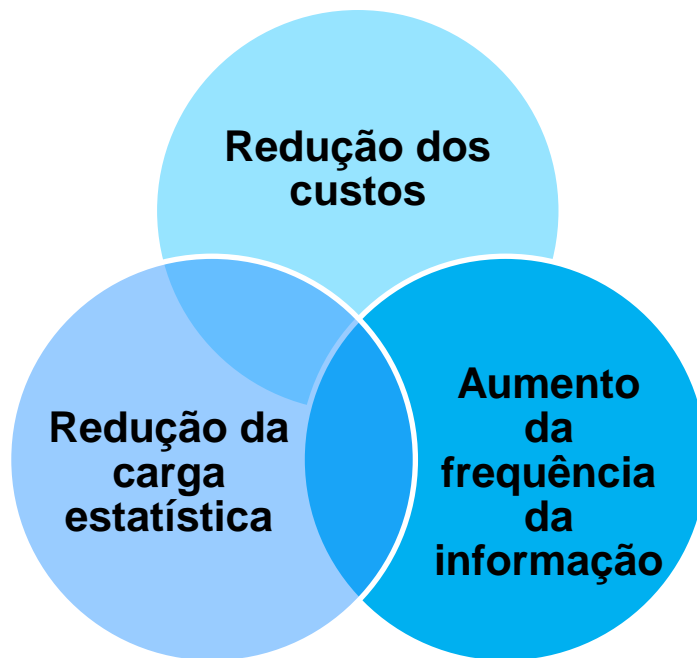 Redução dos
custos
Redução da
carga
estatística
Aumento
da
frequência
da
informação